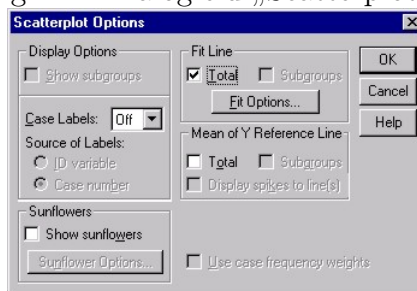 Scatterplot Options
Display Options
Show subgroups
Case Labels: Off
Source of Labels:
ID variable
Case number
Sunflowers
Show sunflowers
Sunflower Options...
Fit Line
Total Subgroups
Fit Options...
Mean of Y Reference Line
Total Subgroups
Display spikes to line(s)
Use case frequency weights
OK
Cancel
Help